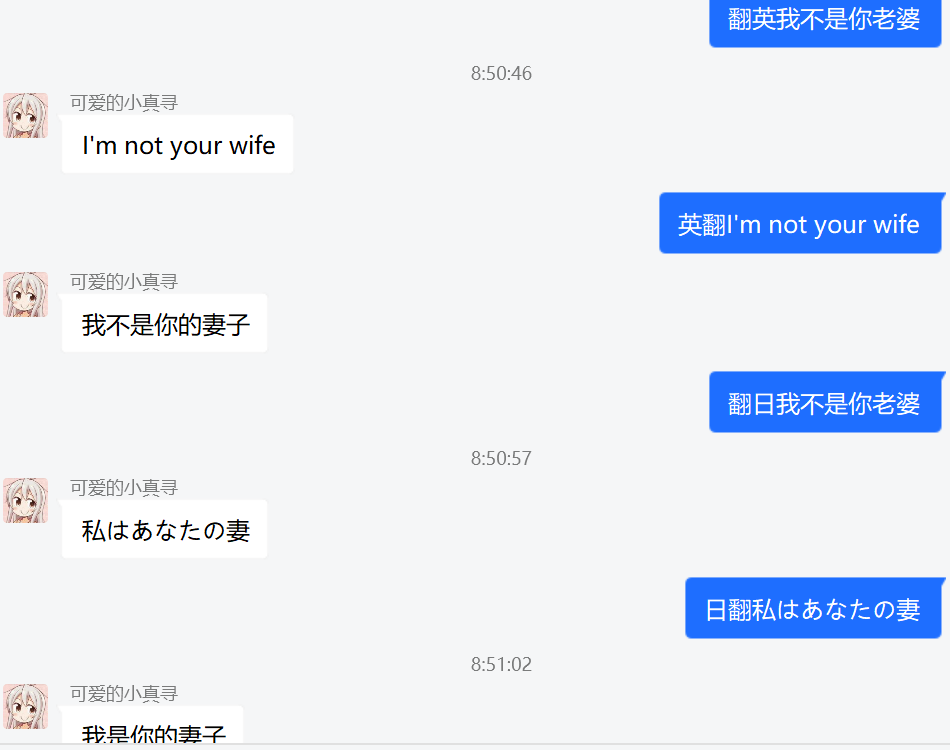 翻英我不是你老婆
8:50:46
可爱的小真寻
I'm not your wife
英翻I'm not your wife
可爱的小真寻
我不是你的妻子
翻日我不是你老婆
8:50:57
可爱的小真寻
私はあなたの妻
日翻私はあなたの妻
8:51:02
可爱的小真寻
我是你的妻子